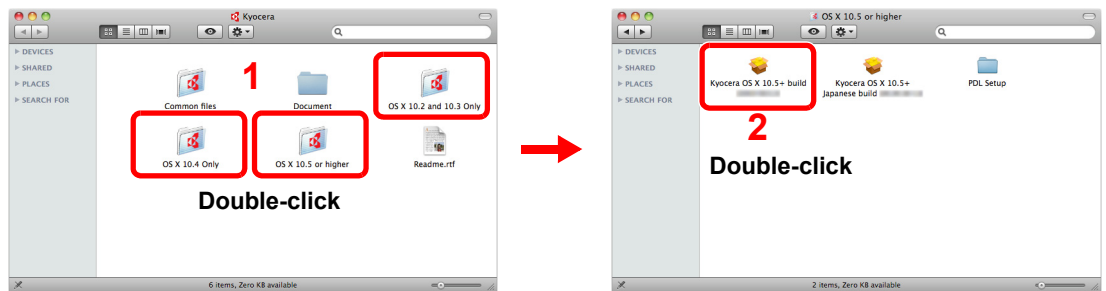 Kyocera
DEVICES
SHARED
PLACES
SEARCH FOR
1
Common files
Document
OS X 10.2 and 10.3 Only
OS X 10.4 Only
OS X 10.5 or higher
Readme.rtf
Double-click
6 items, Zero KB available
OS X 10.5 or higher
DEVICES
SHARED
PLACES
SEARCH FOR
Kyocera OS X 10.5+ build
Kyocera OS X 10.5+
Japanese build
PDL Setup
2
Double-click
2 items, Zero KB available